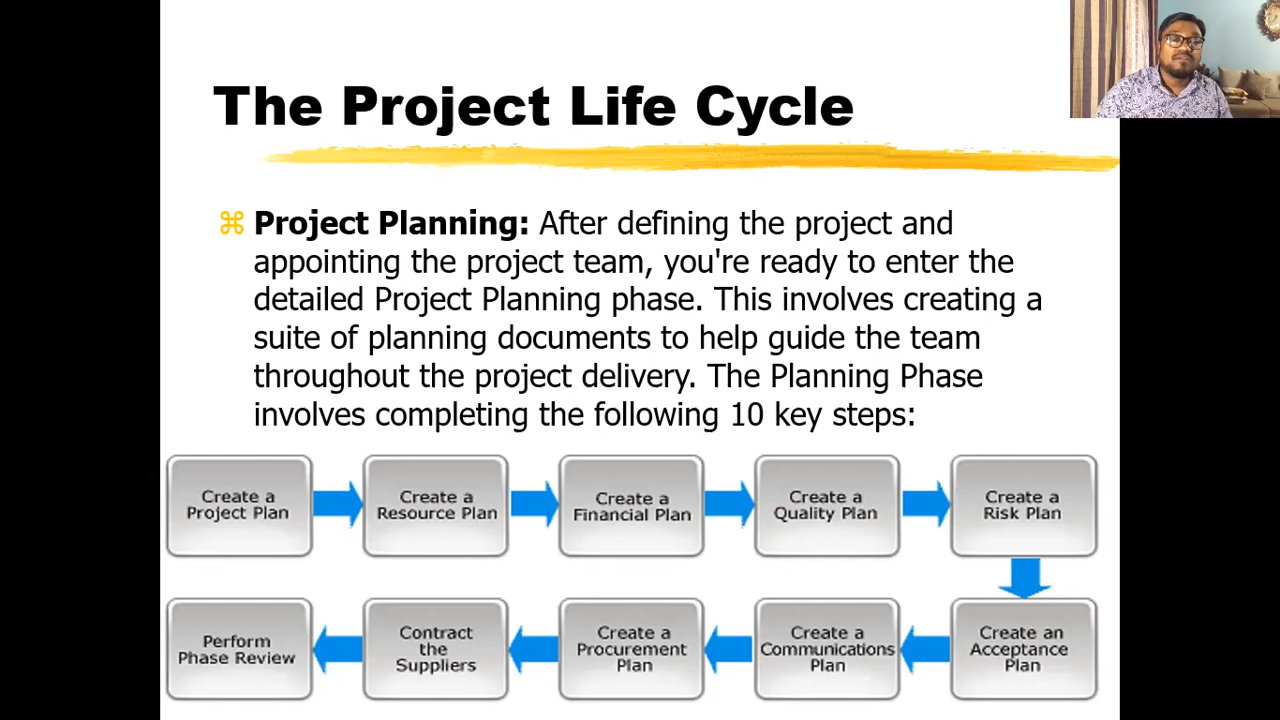 The Project Life Cycle
⌘ Project Planning: After defining the project and
appointing the project team, you're ready to enter the
detailed Project Planning phase. This involves creating a
suite of planning documents to help guide the team
throughout the project delivery. The Planning Phase
involves completing the following 10 key steps:
Create a
Project Plan
Create a
Resource Plan
Create a
Financial Plan
Create a
Quality Plan
Create a
Risk Plan
Create an
Acceptance
Plan
Create a
Communications
Plan
Create a
Procurement
Plan
Contract
the
Suppliers
Perform
Phase Review